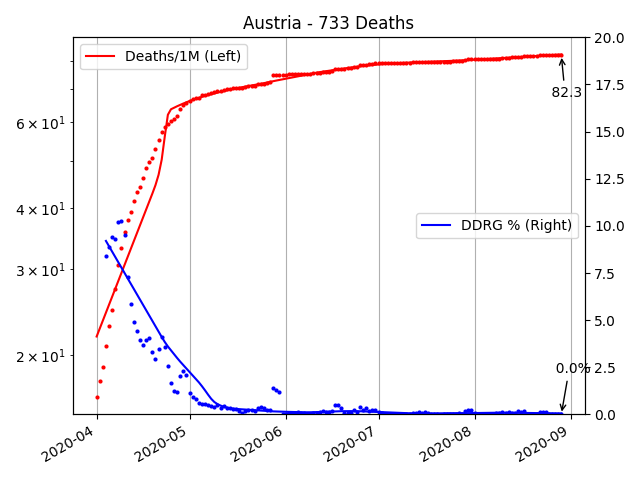 Austria - 733 Deaths
Deaths/1M (Left)
DDRG % (Right)
82.3
0.0%
6 × 10¹
4 × 10¹
3 × 10¹
2 × 10¹
20.0
17.5
15.0
12.5
10.0
7.5
5.0
2.5
0.0
2020-04
2020-05
2020-06
2020-07
2020-08
2020-09